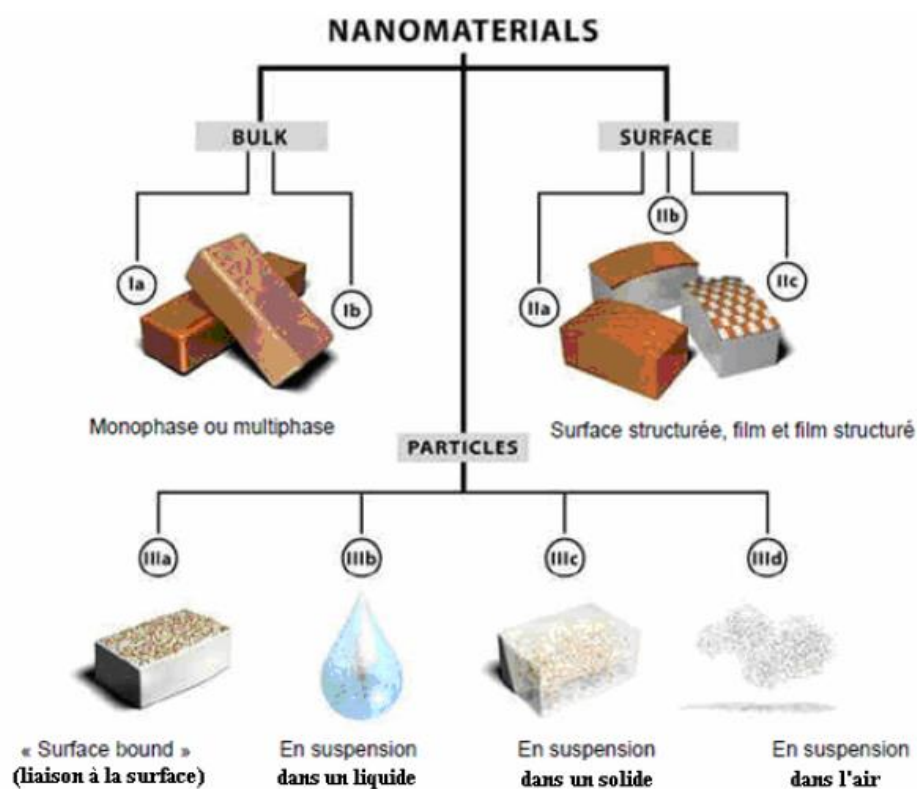 NANOMATERIALS
BULK
SURFACE
IIb
Ia
Ib
IIa
IIc
Monophase ou multiphase
Surface structurée, film et film structuré
PARTICLES
IIIa
IIIb
IIIc
IIId
« Surface bound »
(liaison à la surface)
En suspension
dans un liquide
En suspension
dans un solide
En suspension
dans l'air